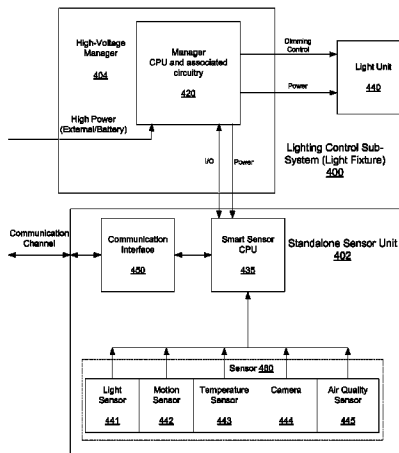 High-Voltage
Manager
404
Manager
CPU and associated
circuitry
420
Dimming
Control
Power
Light Unit
440
High Power
(External/Battery)
I/O
Power
Lighting Control Sub-
System (Light Fixture)
400
Communication
Channel
Communication
Interface
450
Smart Sensor
CPU
435
Standalone Sensor Unit
402
Sensor 480
Light
Sensor
441
Motion
Sensor
442
Temperature
Sensor
443
Camera
444
Air Quality
Sensor
445